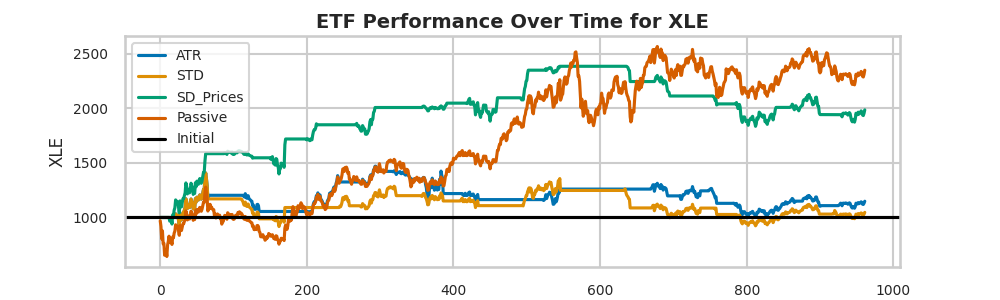 ETF Performance Over Time for XLE
XLE
2500
2000
1500
1000
ATR
STD
SD_Prices
Passive
Initial
0
200
400
600
800
1000